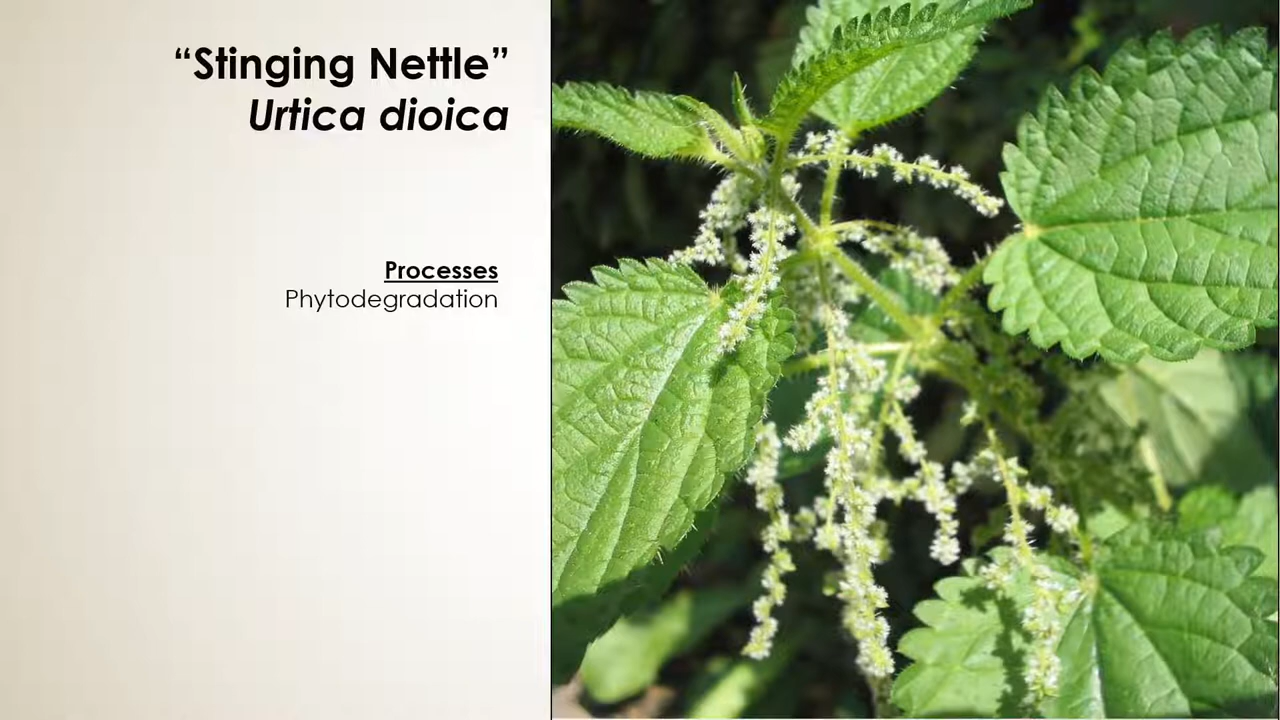 “Stinging Nettle”
Urtica dioica
Processes
Phytodegradation